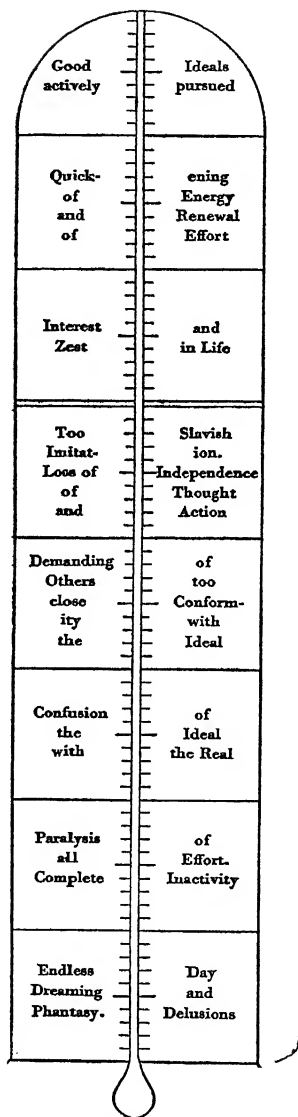 Good Ideals
actively pursued
Quick- ening
of Energy
and Renewal
of Effort
Interest and
Zest in Life
Too Slavish
Imitat- ion.
Loss of Independence
of Thought
and Action
Demanding of
Others too
close Conform-
ity with
the Ideal
Confusion of
the Ideal
with the Real
Paralysis of
all Effort.
Complete Inactivity
Endless Day
Dreaming and
Phantasy. Delusions